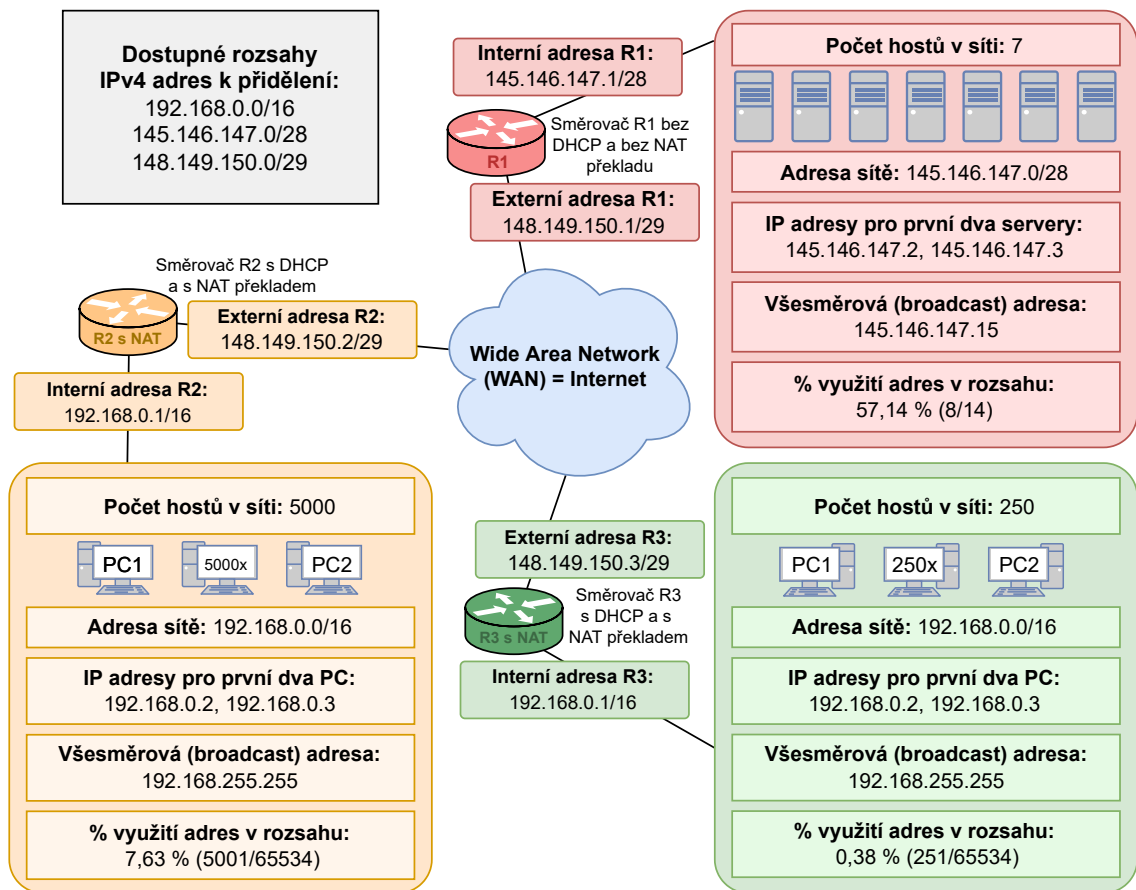 Dostupné rozsahy
IPv4 adres k přidělení:
192.168.0.0/16
145.146.147.0/28
148.149.150.0/29
Interní adresa R1:
145.146.147.1/28
R1
Směrovač R1 bez
DHCP a bez NAT
překladu
Externí adresa R1:
148.149.150.1/29
Počet hostů v síti: 7
Adresa sítě: 145.146.147.0/28
IP adresy pro první dva servery:
145.146.147.2, 145.146.147.3
Všesměrová (broadcast) adresa:
145.146.147.15
% využití adres v rozsahu:
57,14 % (8/14)
Směrovač R2 s DHCP
a s NAT překladem
R2 s NAT
Externí adresa R2:
148.149.150.2/29
Interní adresa R2:
192.168.0.1/16
Wide Area Network
(WAN) = Internet
Počet hostů v síti: 5000
PC1
5000x
PC2
Adresa sítě: 192.168.0.0/16
IP adresy pro první dva PC:
192.168.0.2, 192.168.0.3
Všesměrová (broadcast) adresa:
192.168.255.255
% využití adres v rozsahu:
7,63 % (5001/65534)
Externí adresa R3:
148.149.150.3/29
R3 s NAT
Směrovač R3
s DHCP a s
NAT překladem
Interní adresa R3:
192.168.0.1/16
Počet hostů v síti: 250
PC1
250x
PC2
Adresa sítě: 192.168.0.0/16
IP adresy pro první dva PC:
192.168.0.2, 192.168.0.3
Všesměrová (broadcast) adresa:
192.168.255.255
% využití adres v rozsahu:
0,38 % (251/65534)